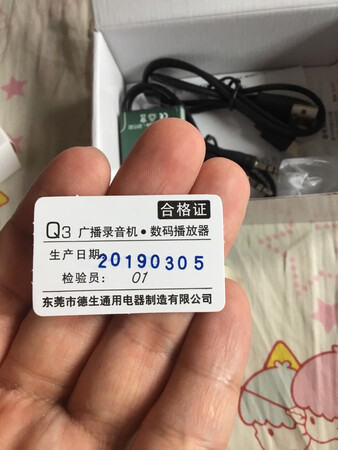 合格证
Q3 广播录音机•数码播放器
生产日期:20190305
检验员: 01
东莞市德生通用电器制造有限公司